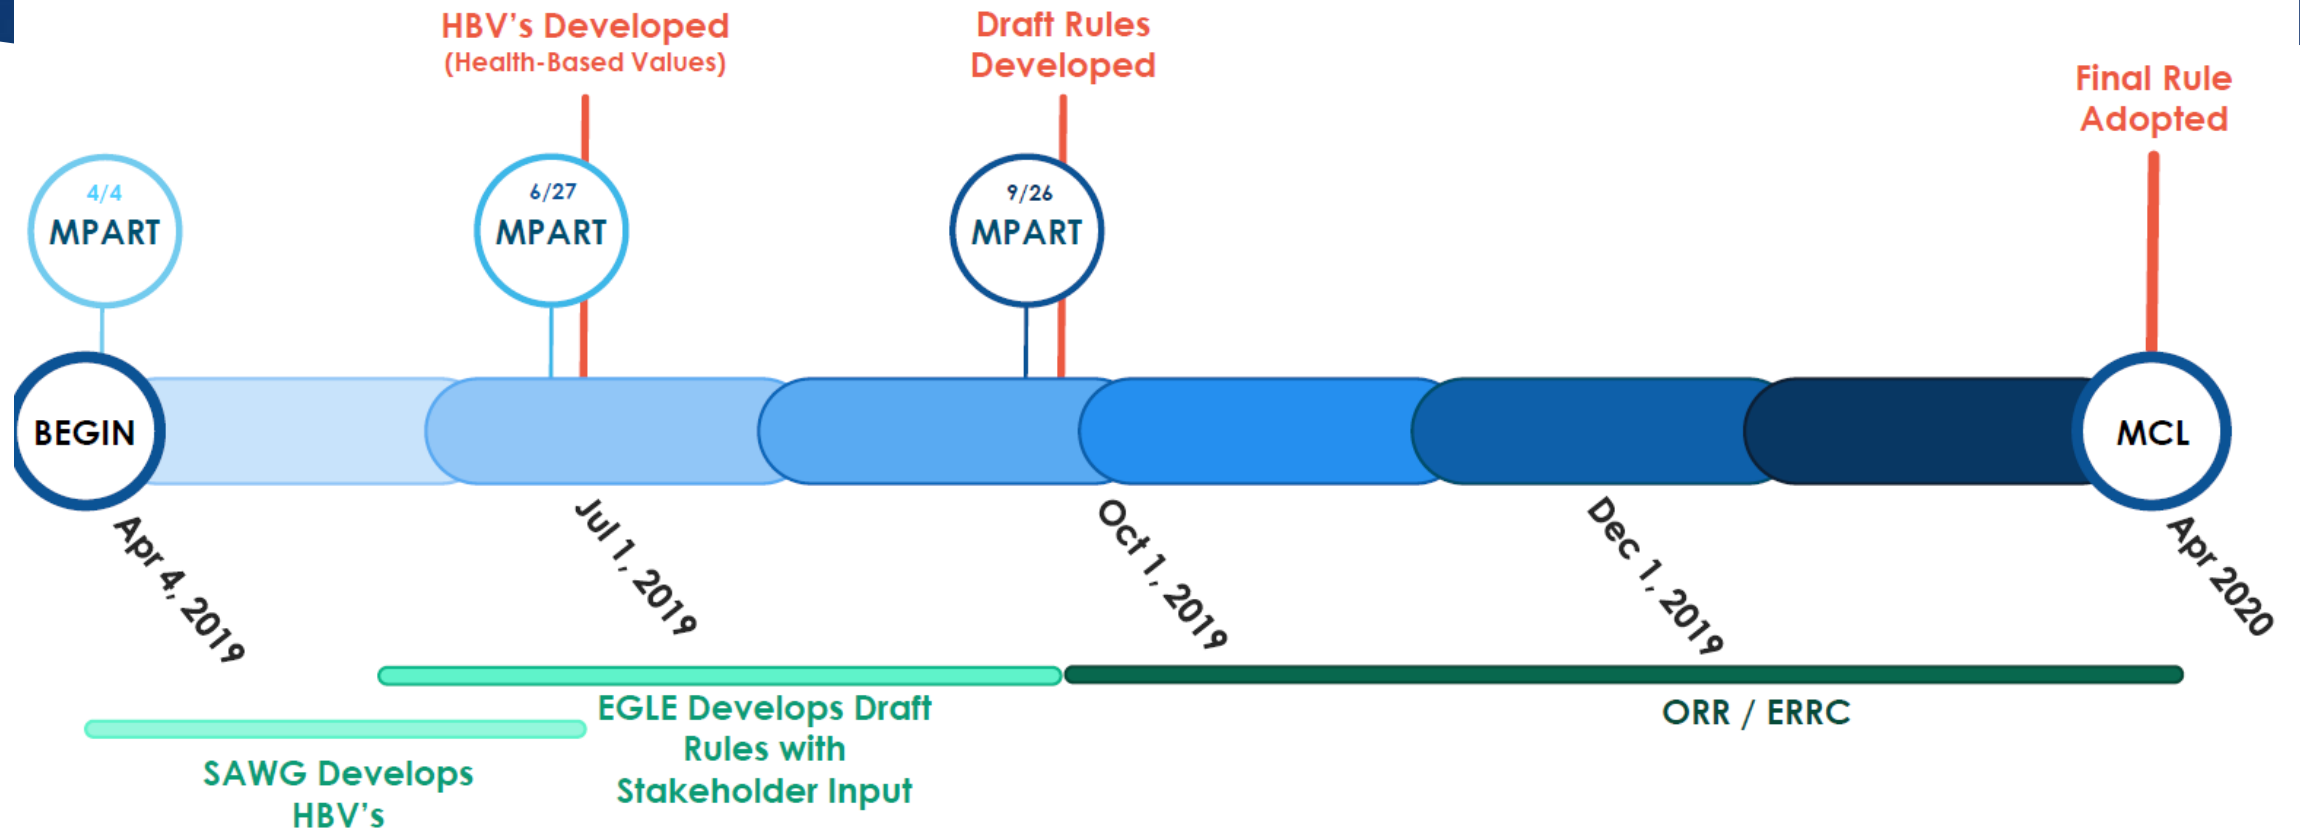 HBV's Developed
(Health-Based Values)
Draft Rules
Developed
Final Rule
Adopted
4/4
MPART
6/27
MPART
9/26
MPART
BEGIN
MCL
Apr 4, 2019
Jul 1, 2019
Oct 1, 2019
Dec 1, 2019
Apr 2020
EGLE Develops Draft
Rules with
Stakeholder Input
ORR / ERRC
SAWG Develops
HBV's